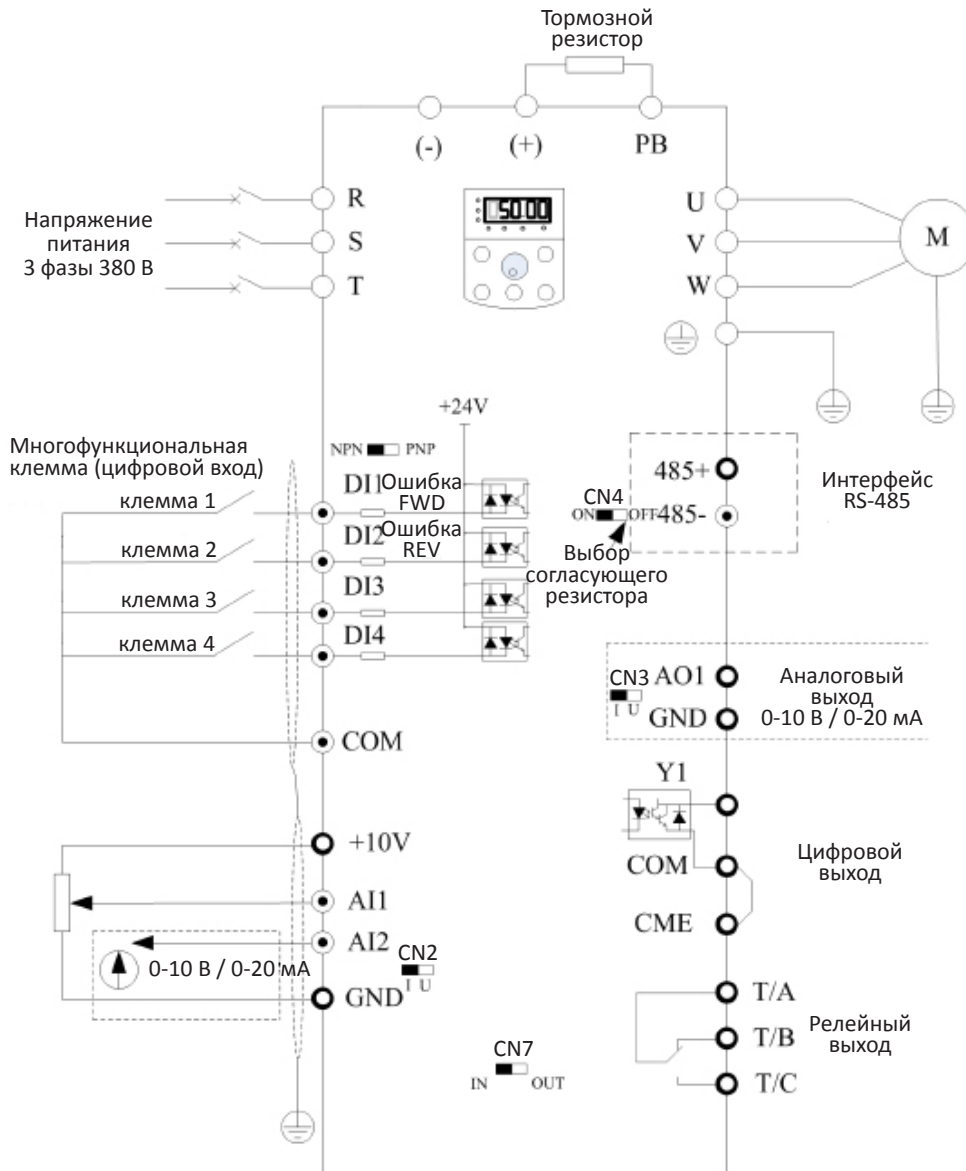 Тормозной
резистор
(-)
(+)
PB
R
S
T
Напряжение
питания
3 фазы 380 В
50.00
U
V
W
M
+24V
NPN
PNP
Многофункциональная
клемма (цифровой вход)
клемма 1
клемма 2
клемма 3
клемма 4
DI1
Ошибка
FWD
DI2
Ошибка
REV
DI3
DI4
COM
485+
485-
CN4
ON
OFF
Выбор
согласующего
резистора
Интерфейс
RS-485
CN3
I U
AO1
GND
Аналоговый
выход
0-10 В / 0-20 мА
Y1
COM
CME
Цифровой
выход
+10V
AI1
AI2
GND
0-10 В / 0-20 мА
CN2
I U
CN7
IN
OUT
T/A
T/B
T/C
Релейный
выход